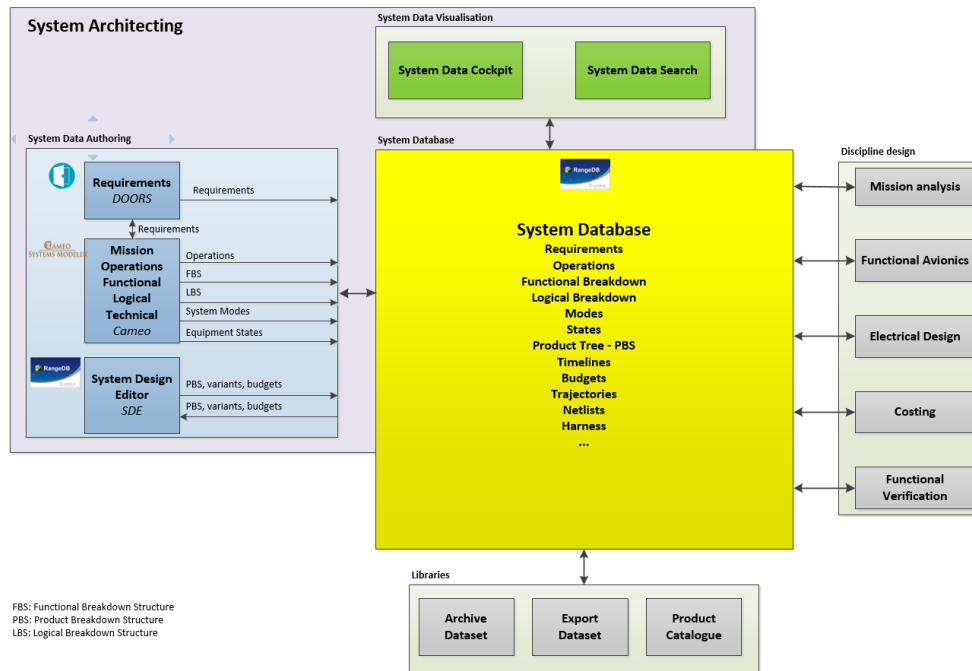 System Architecting
System Data Visualisation
System Data Cockpit
System Data Search
System Data Authoring
Requirements
DOORS
Requirements
Requirements
CAMEO
SYSTEMS MODELER
Mission
Operations
Functional
Logical
Technical
Cameo
Operations
FBS
LBS
System Modes
Equipment States
RangeDB
System Design
Editor
SDE
PBS, variants, budgets
PBS, variants, budgets
System Database
RangeDB
System Database
Requirements
Operations
Functional Breakdown
Logical Breakdown
Modes
States
Product Tree - PBS
Timelines
Budgets
Trajectories
Netlists
Harness
...
Discipline design
Mission analysis
Functional Avionics
Electrical Design
Costing
Functional
Verification
Libraries
Archive
Dataset
Export
Dataset
Product
Catalogue
FBS: Functional Breakdown Structure
PBS: Product Breakdown Structure
LBS: Logical Breakdown Structure